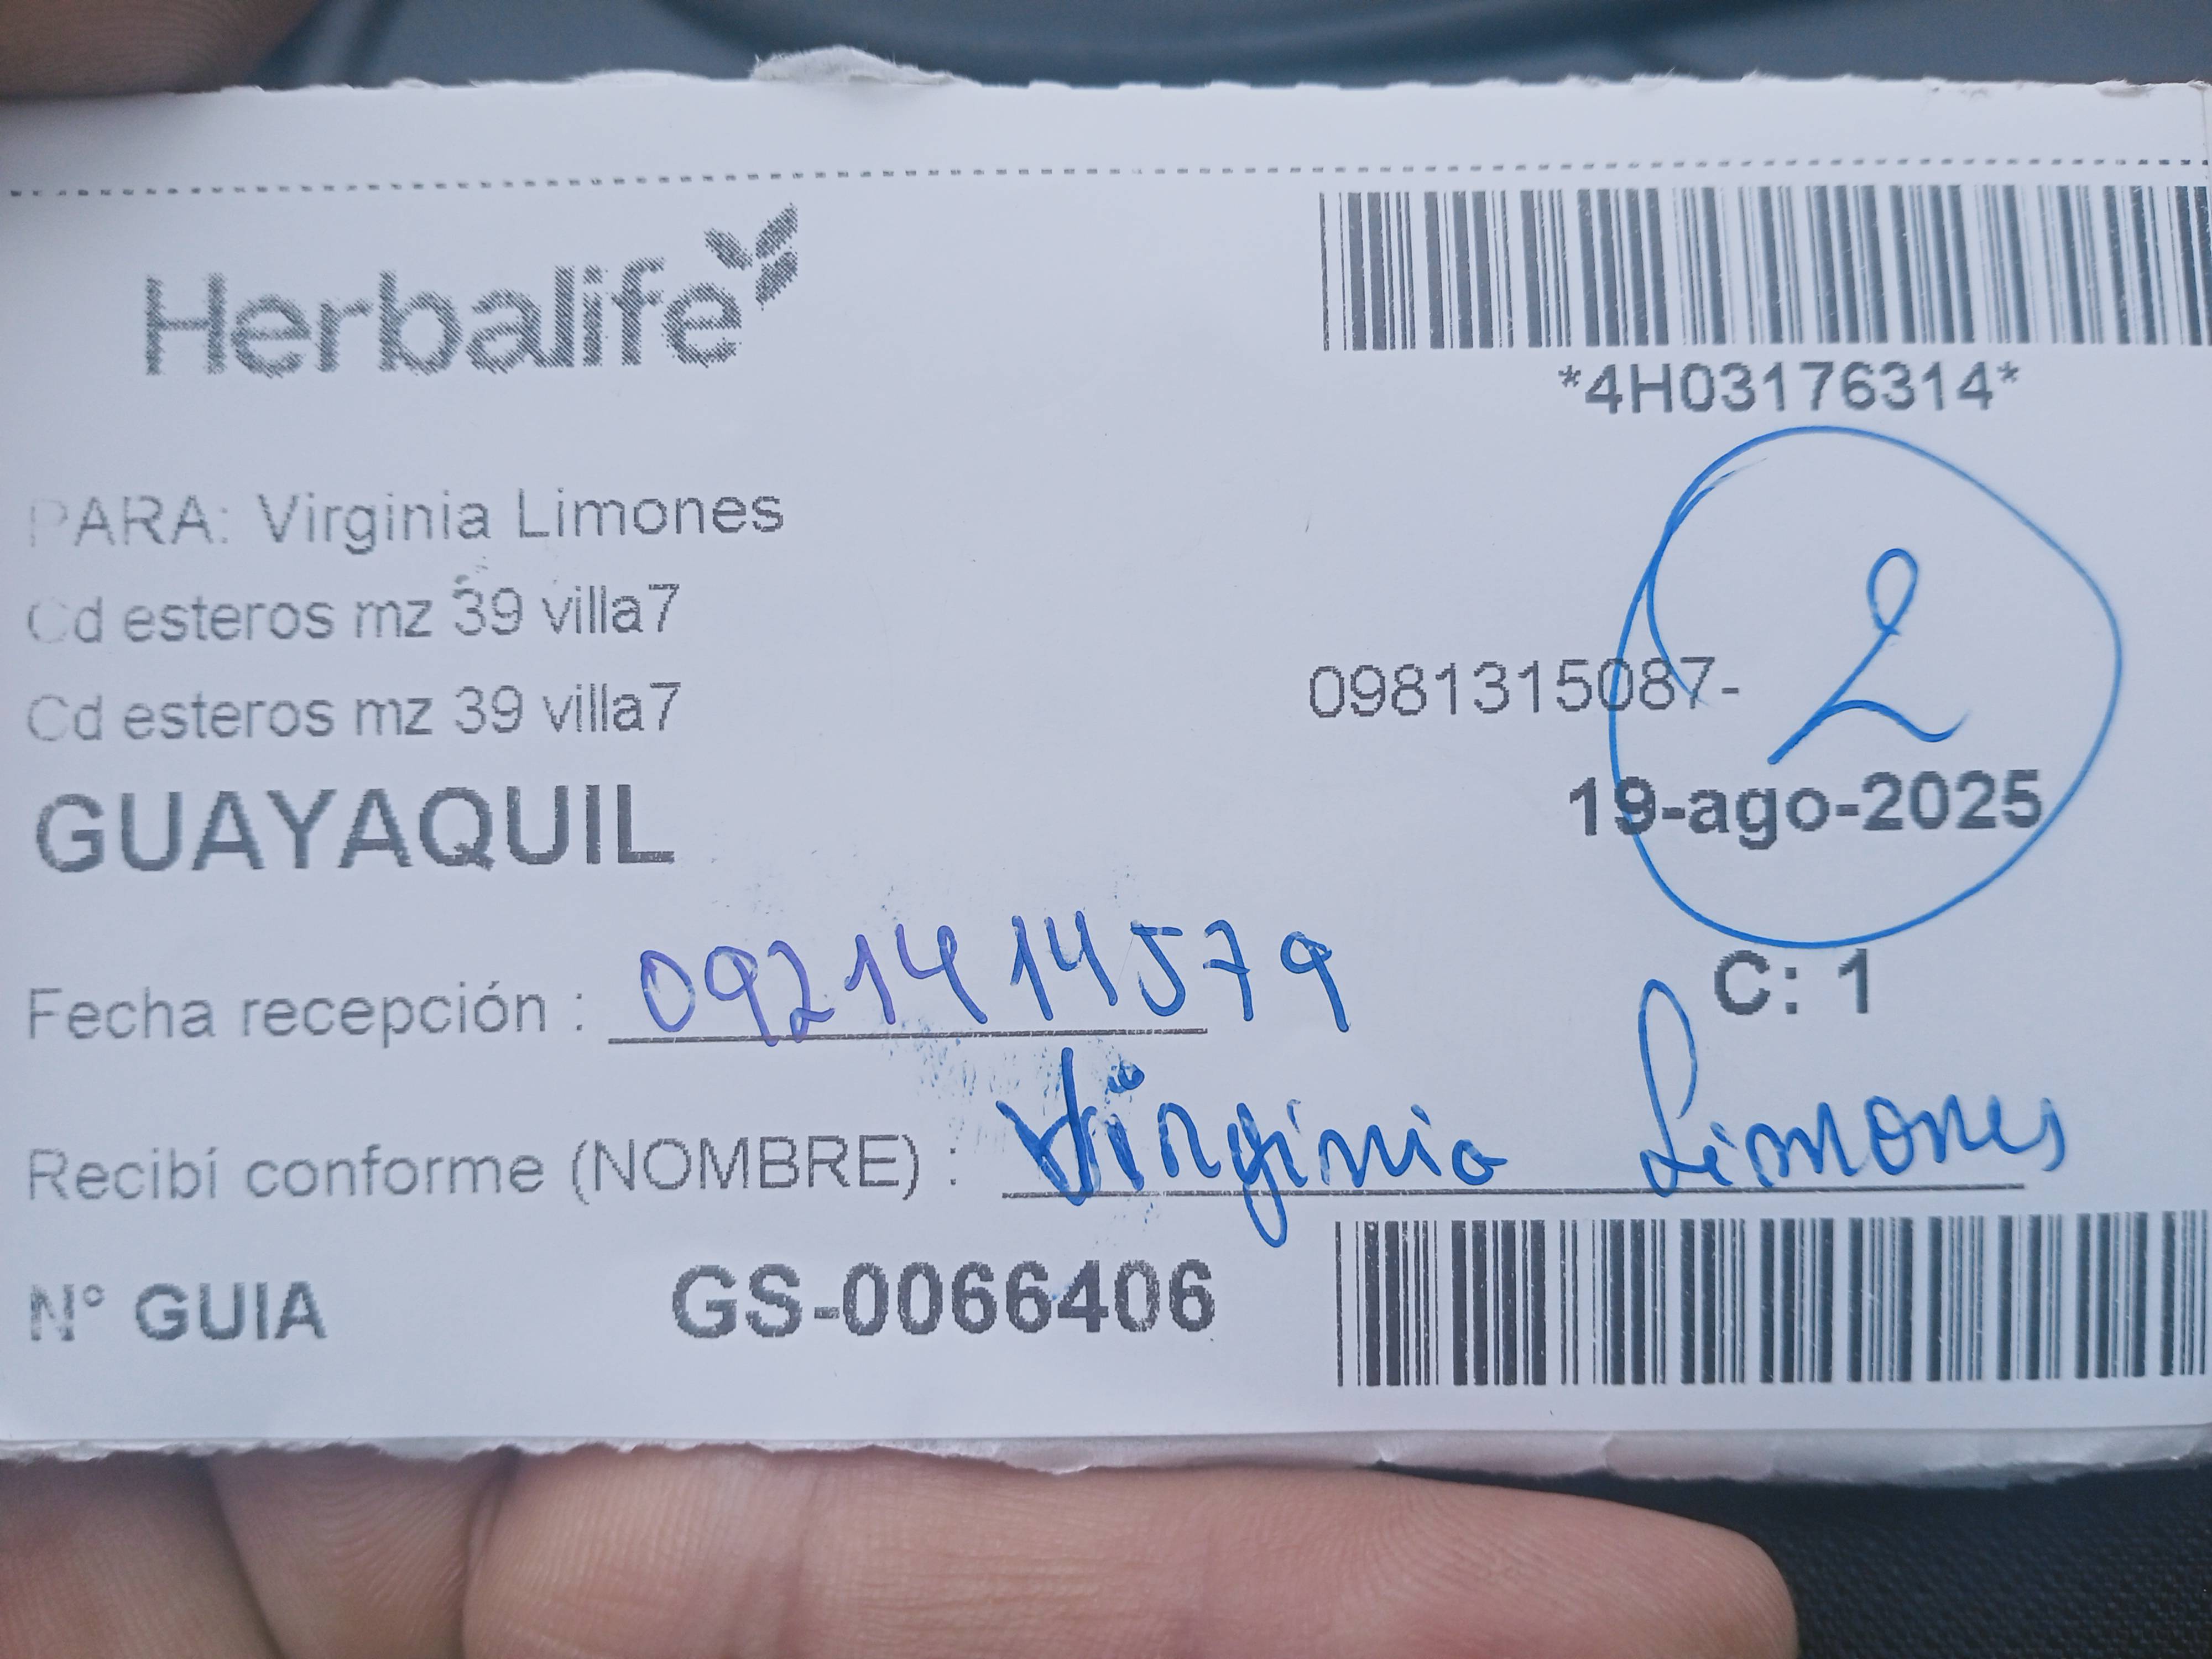 Herbalife
*4H03176314*
PARA: Virginia Limones
Cd esteros mz 39 villa7
2
0981315087-
Cd esteros mz 39 villa7
19-ago-2025
GUAYAQUIL
C: 1
Fecha recepción : 0921414579
Recibí conforme (NOMBRE) : Virginia Limones
N° GUIA GS-0066406